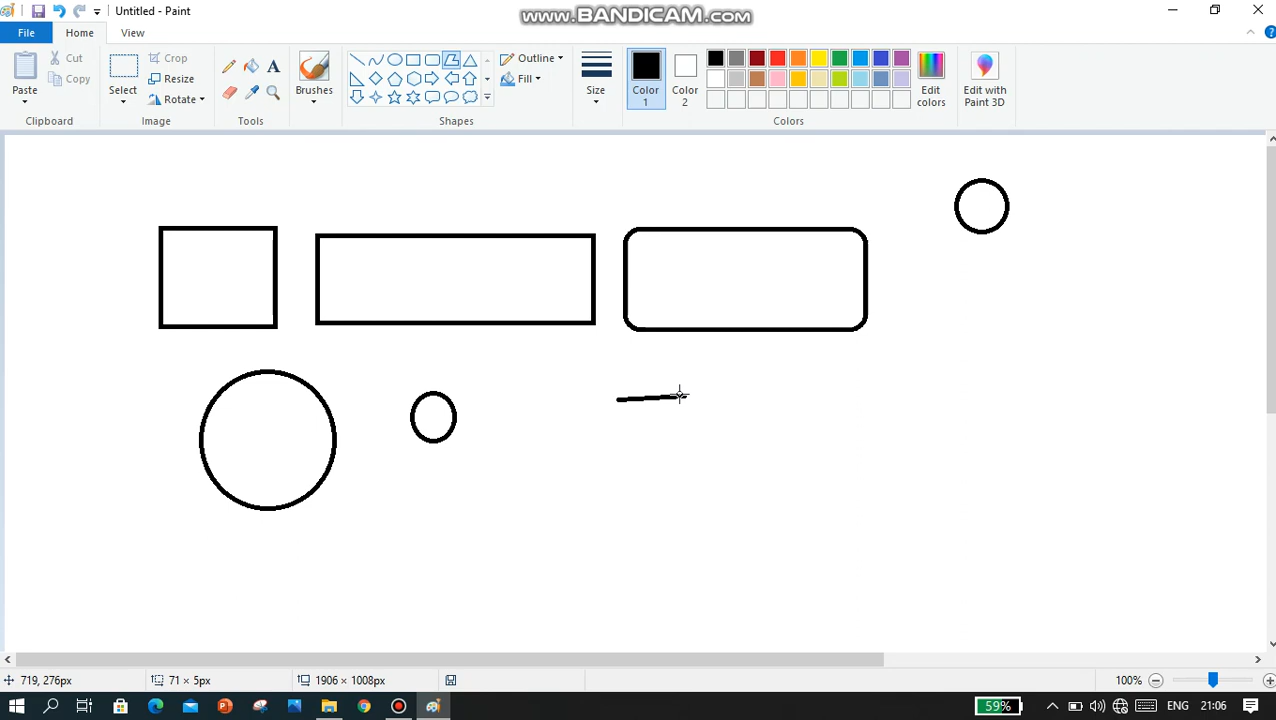 Untitled - Paint
www.BANDICAM.com
File
Home
View
Paste
Cut
Copy
Clipboard
Select
Crop
Resize
Rotate
Image
Tools
Brushes
Shapes
Outline
Fill
Size
Color 1
Color 2
Edit colors
Colors
Edit with Paint 3D
719, 276px
71 × 5px
1906 × 1008px
100%
59%
ENG
21:06